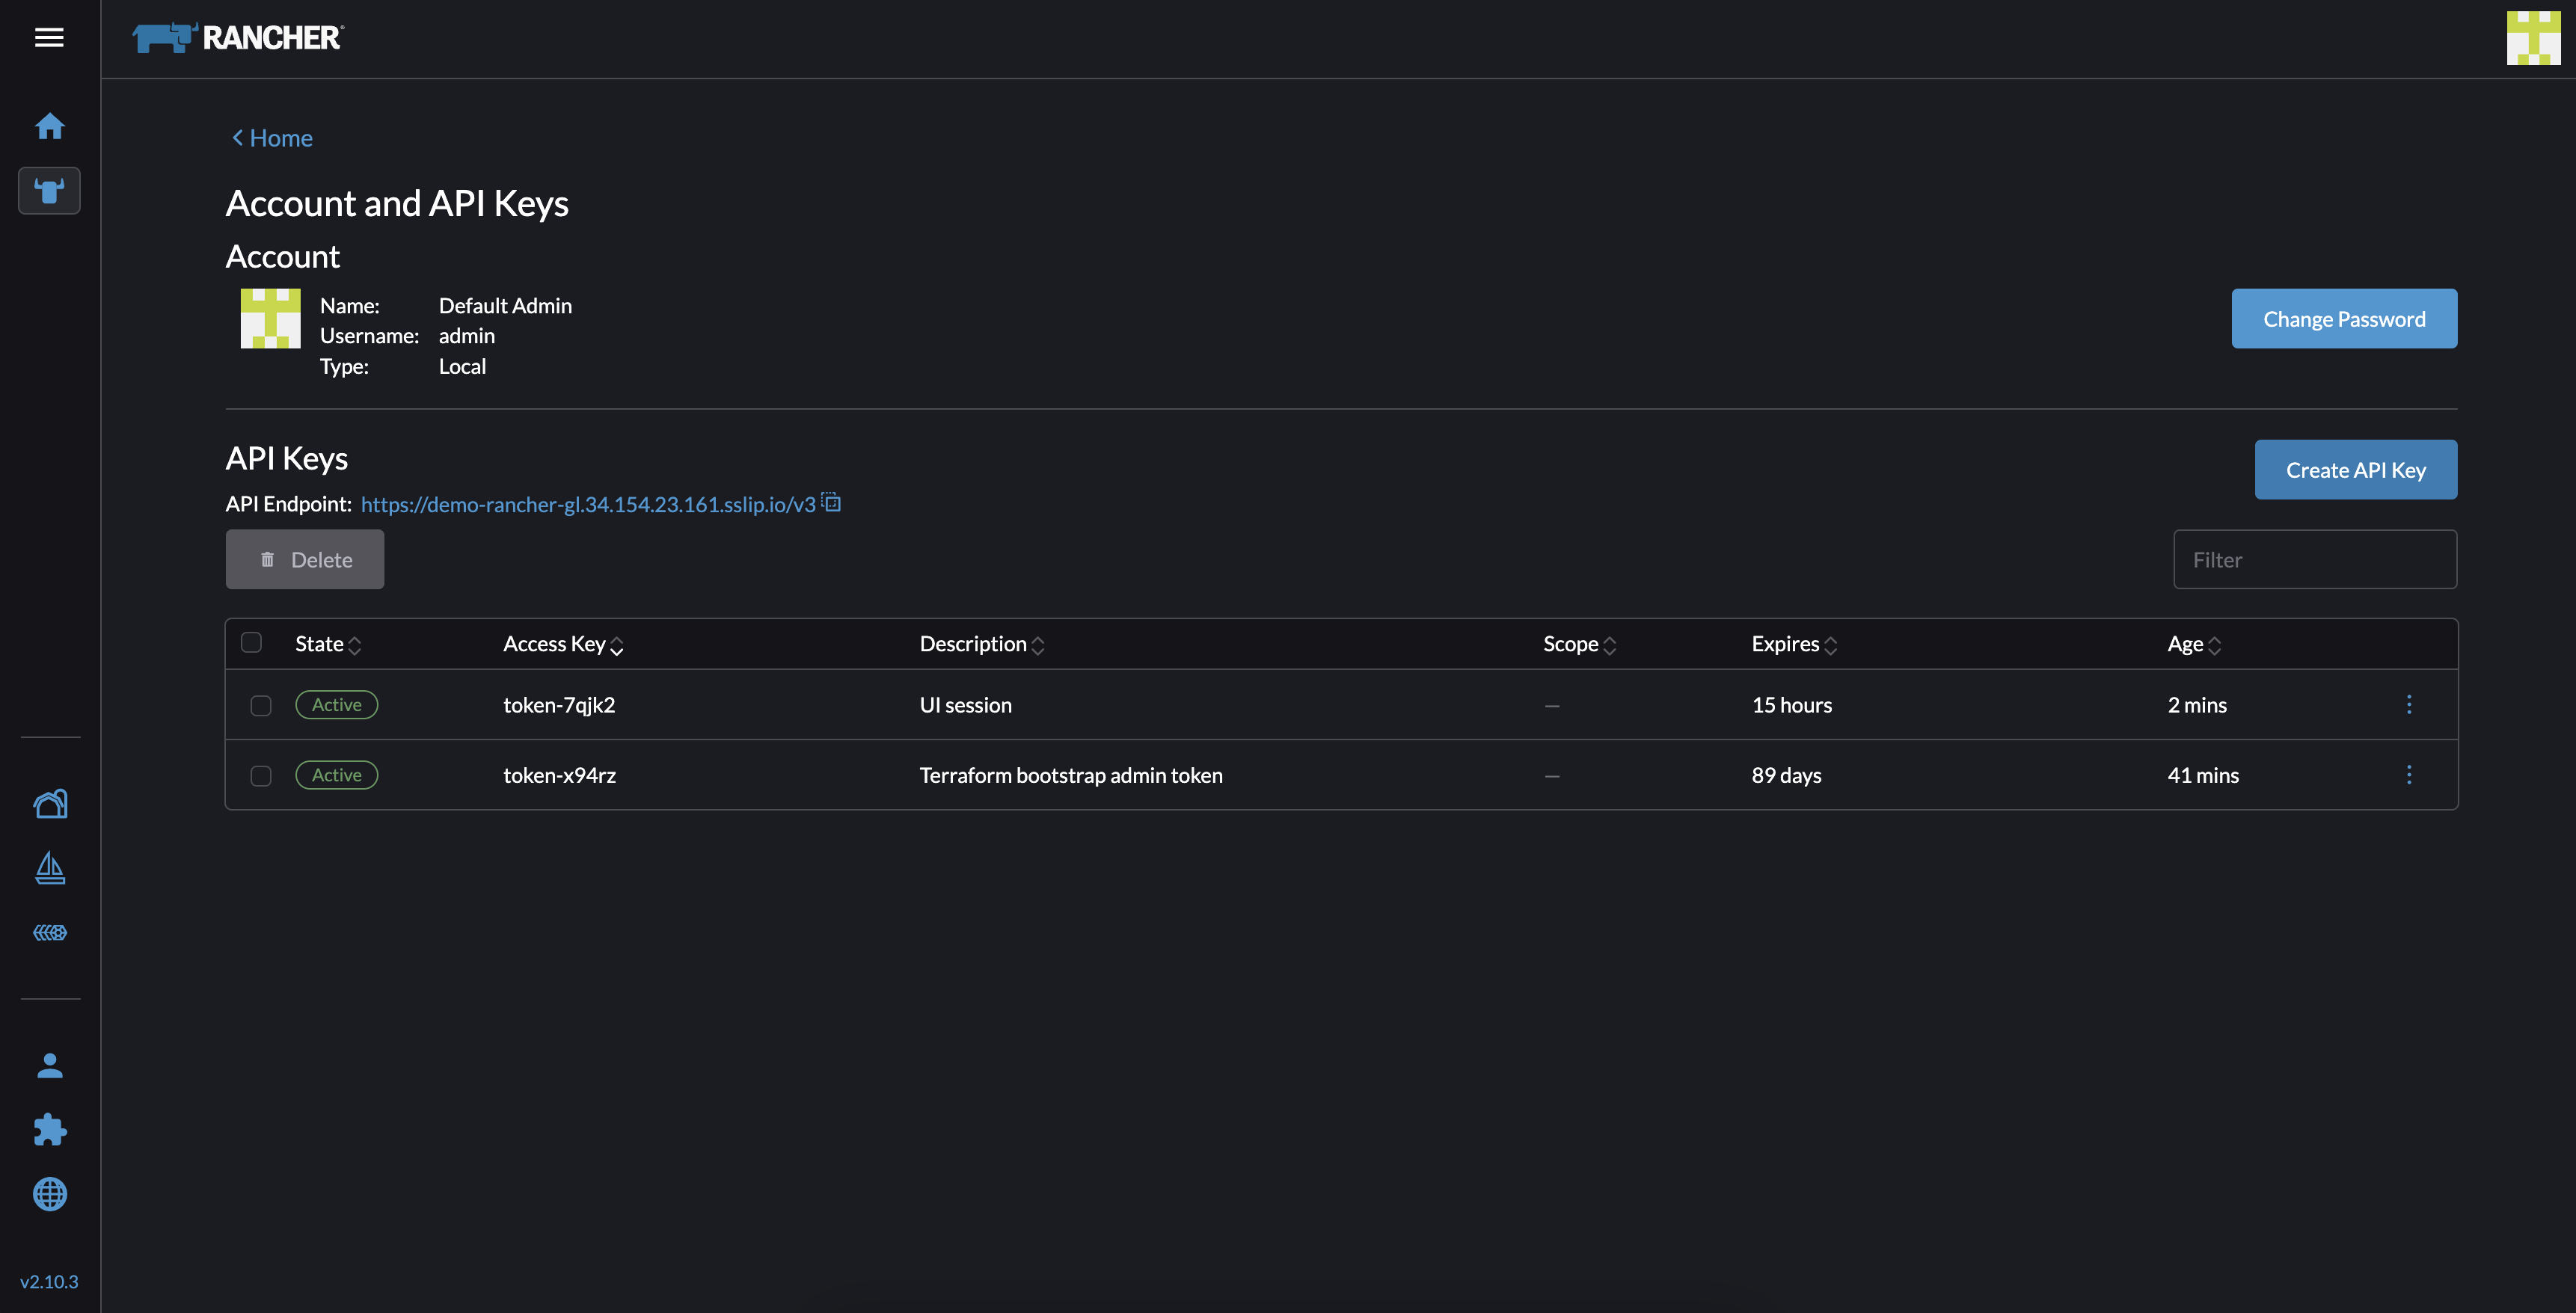 RANCHER
Home
Account and API Keys
Account
Name: Default Admin
Username: admin
Type: Local
Change Password
API Keys
Create API Key
API Endpoint: https://demo-rancher-gl.34.154.23.161.sslip.io/v3
Delete
Filter
State Access Key Description Scope Expires Age
Active token-7qjk2 UI session — 15 hours 2 mins
Active token-x94rz Terraform bootstrap admin token — 89 days 41 mins
v2.10.3